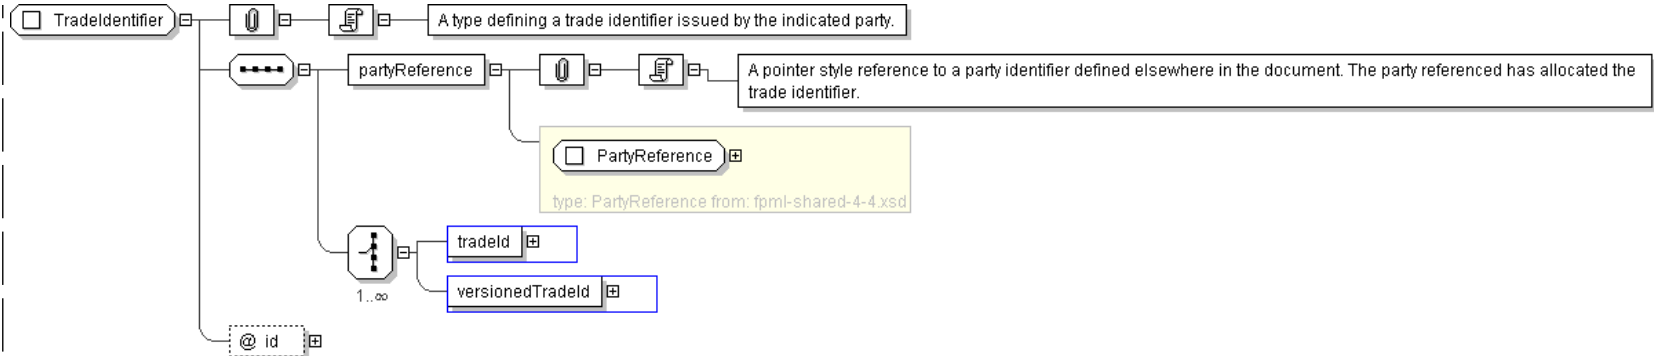 TradeIdentifier
A type defining a trade identifier issued by the indicated party.
partyReference
A pointer style reference to a party identifier defined elsewhere in the document. The party referenced has allocated the
trade identifier.
PartyReference
type: PartyReference from: fpml-shared-4-4.xsd
tradeId
versionedTradeId
1..∞
@ id